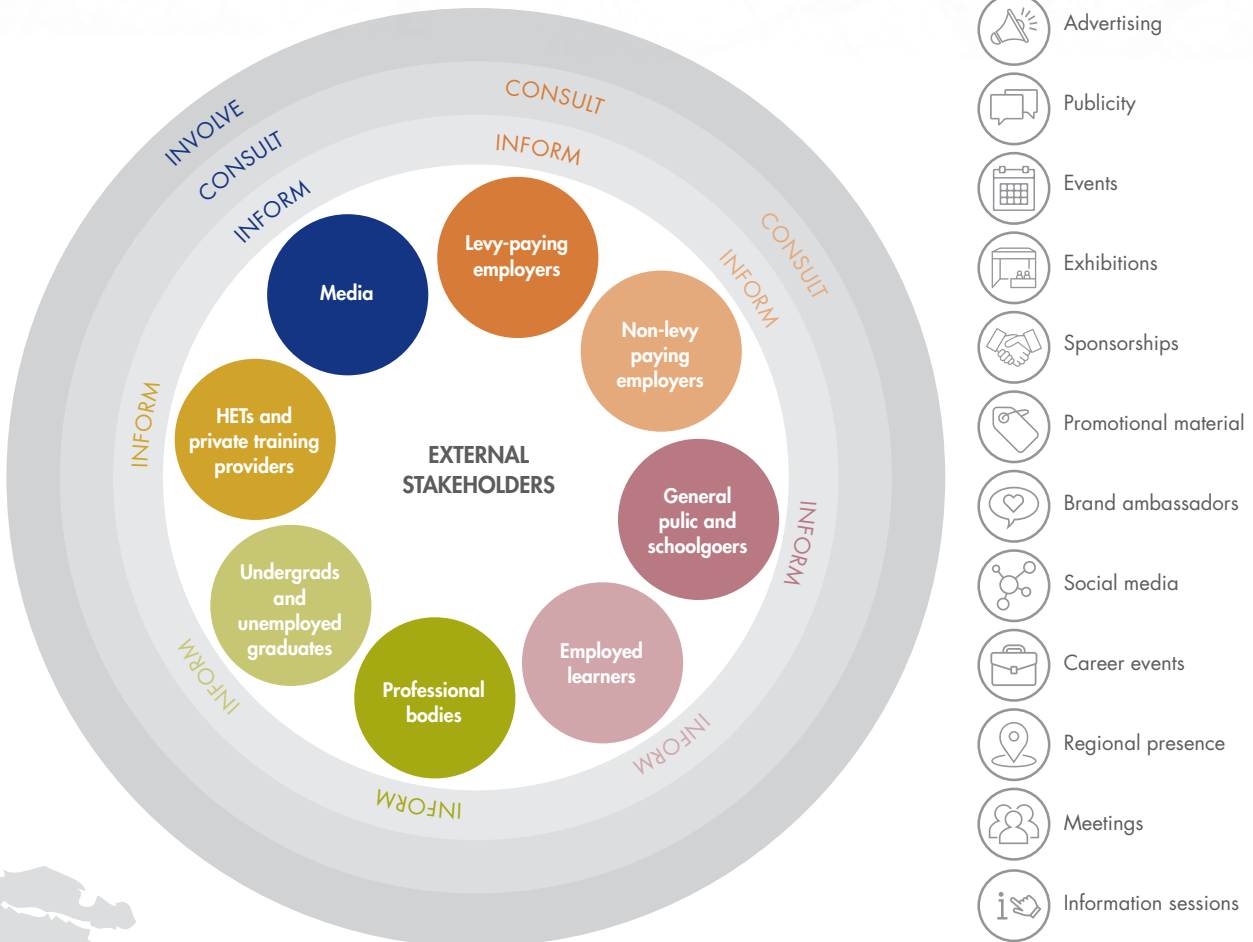 INVOLVE
CONSULT
INFORM
CONSULT
INFORM
CONSULT
INFORM
Media
Levy-paying
employers
Non-levy
paying
employers
HETs and
private training
providers
INFORM
EXTERNAL
STAKEHOLDERS
General
pulic and
schoolgoers
INFORM
Undergrads
and
unemployed
graduates
INFORM
Professional
bodies
INFORM
Employed
learners
INFORM
Advertising
Publicity
Events
Exhibitions
Sponsorships
Promotional material
Brand ambassadors
Social media
Career events
Regional presence
Meetings
Information sessions